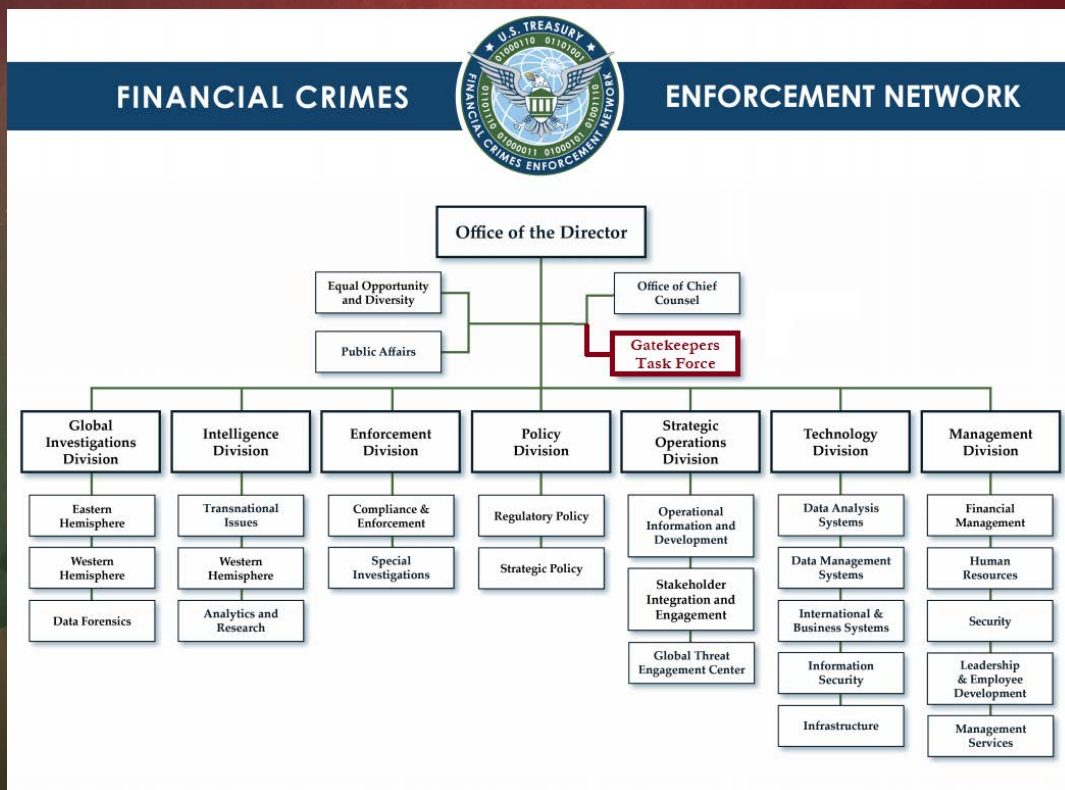 FINANCIAL CRIMES
ENFORCEMENT NETWORK
U.S. TREASURY
FINANCIAL CRIMES ENFORCEMENT NETWORK
01000110 01101001
01101110 01000011 01000101 01001110
Office of the Director
Equal Opportunity
and Diversity
Office of Chief
Counsel
Public Affairs
Gatekeepers
Task Force
Global
Investigations
Division
Intelligence
Division
Enforcement
Division
Policy
Division
Strategic
Operations
Division
Technology
Division
Management
Division
Eastern
Hemisphere
Western
Hemisphere
Data Forensics
Transnational
Issues
Western
Hemisphere
Analytics and
Research
Compliance &
Enforcement
Special
Investigations
Regulatory Policy
Strategic Policy
Operational
Information and
Development
Stakeholder
Integration and
Engagement
Global Threat
Engagement Center
Data Analysis
Systems
Data Management
Systems
International &
Business Systems
Information
Security
Infrastructure
Financial
Management
Human
Resources
Security
Leadership
& Employee
Development
Management
Services